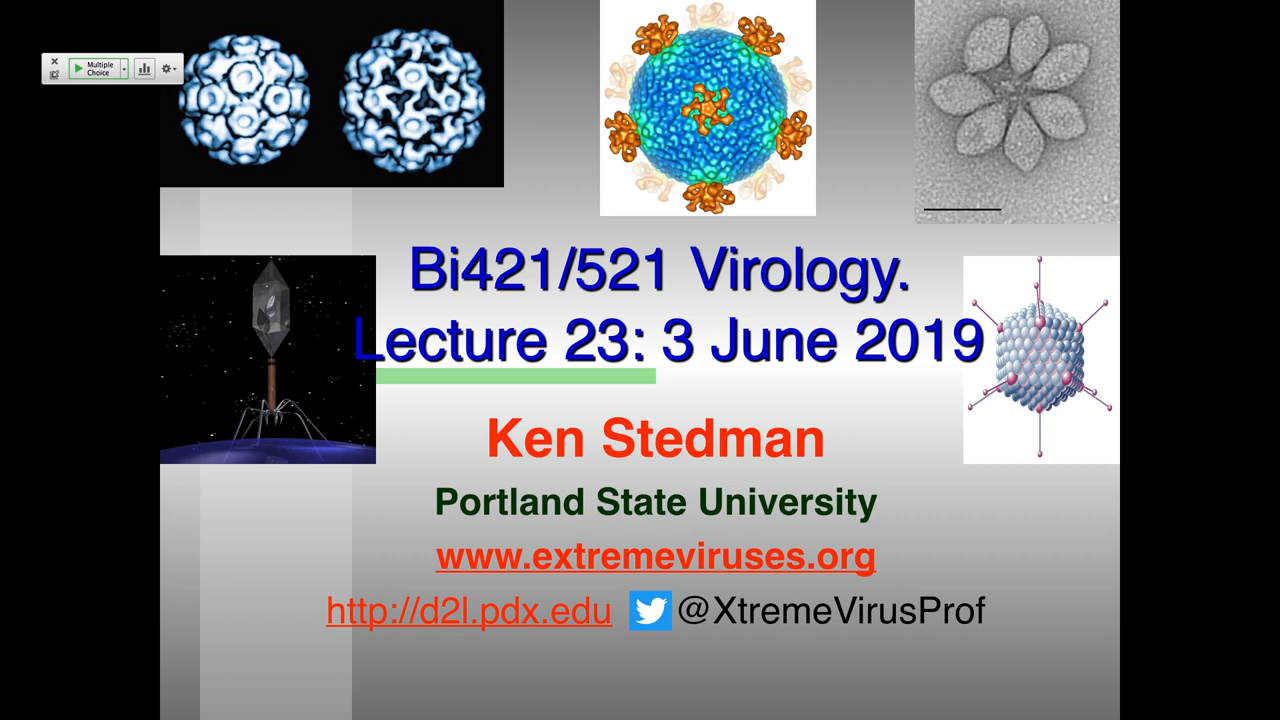 Multiple
Choice
Bi421/521 Virology.
Lecture 23: 3 June 2019
Ken Stedman
Portland State University
www.extremeviruses.org
http://d2l.pdx.edu @XtremeVirusProf